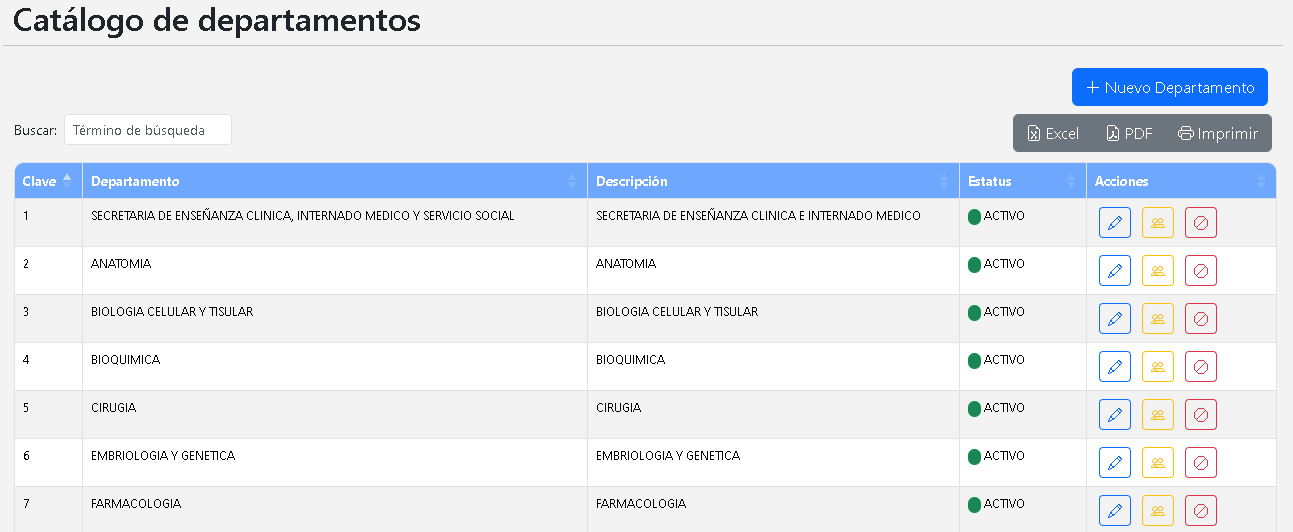 Catálogo de departamentos
+ Nuevo Departamento
Buscar: Término de búsqueda
Excel PDF Imprimir
Clave Departamento Descripción Estatus Acciones
1 SECRETARIA DE ENSEÑANZA CLINICA, INTERNADO MEDICO Y SERVICIO SOCIAL SECRETARIA DE ENSEÑANZA CLINICA E INTERNADO MEDICO ACTIVO
2 ANATOMIA ANATOMIA ACTIVO
3 BIOLOGIA CELULAR Y TISULAR BIOLOGIA CELULAR Y TISULAR ACTIVO
4 BIOQUIMICA BIOQUIMICA ACTIVO
5 CIRUGIA CIRUGIA ACTIVO
6 EMBRIOLOGIA Y GENETICA EMBRIOLOGIA Y GENETICA ACTIVO
7 FARMACOLOGIA FARMACOLOGIA ACTIVO